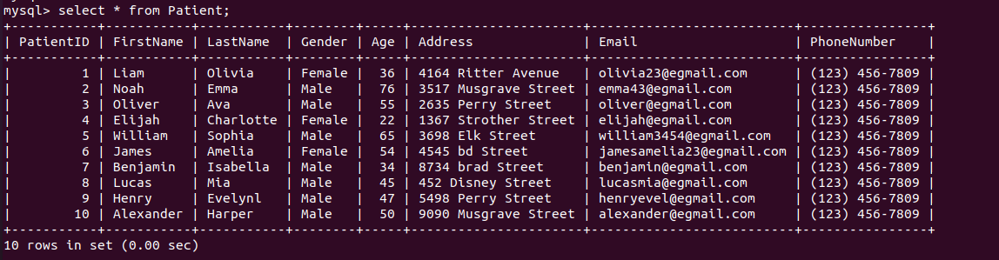 mysql> select * from Patient;
+-----------+-----------+-----------+--------+-----+----------------------+-------------------------+----------------+
| PatientID | FirstName | LastName  | Gender | Age | Address              | Email                   | PhoneNumber    |
+-----------+-----------+-----------+--------+-----+----------------------+-------------------------+----------------+
|         1 | Liam      | Olivia    | Female |  36 | 4164 Ritter Avenue   | olivia23@egmail.com     | (123) 456-7809 |
|         2 | Noah      | Emma      | Male   |  76 | 3517 Musgrave Street | emma43@egmail.com       | (123) 456-7809 |
|         3 | Oliver    | Ava       | Male   |  55 | 2635 Perry Street    | oliver@egmail.com       | (123) 456-7809 |
|         4 | Elijah    | Charlotte | Female |  22 | 1367 Strother Street | elijah@egmail.com       | (123) 456-7809 |
|         5 | William   | Sophia    | Male   |  65 | 3698 Elk Street      | william3454@egmail.com  | (123) 456-7809 |
|         6 | James     | Amelia    | Female |  54 | 4545 bd Street       | jamesamelia23@egmail.com | (123) 456-7809 |
|         7 | Benjamin  | Isabella  | Male   |  34 | 8734 brad Street     | benjamin@egmail.com     | (123) 456-7809 |
|         8 | Lucas     | Mia       | Male   |  45 | 452 Disney Street    | lucasmia@egmail.com     | (123) 456-7809 |
|         9 | Henry     | Evelynl   | Male   |  47 | 5498 Perry Street    | henryevel@egmail.com    | (123) 456-7809 |
|        10 | Alexander | Harper    | Male   |  50 | 9090 Musgrave Street | alexander@egmail.com    | (123) 456-7809 |
+-----------+-----------+-----------+--------+-----+----------------------+-------------------------+----------------+
10 rows in set (0.00 sec)